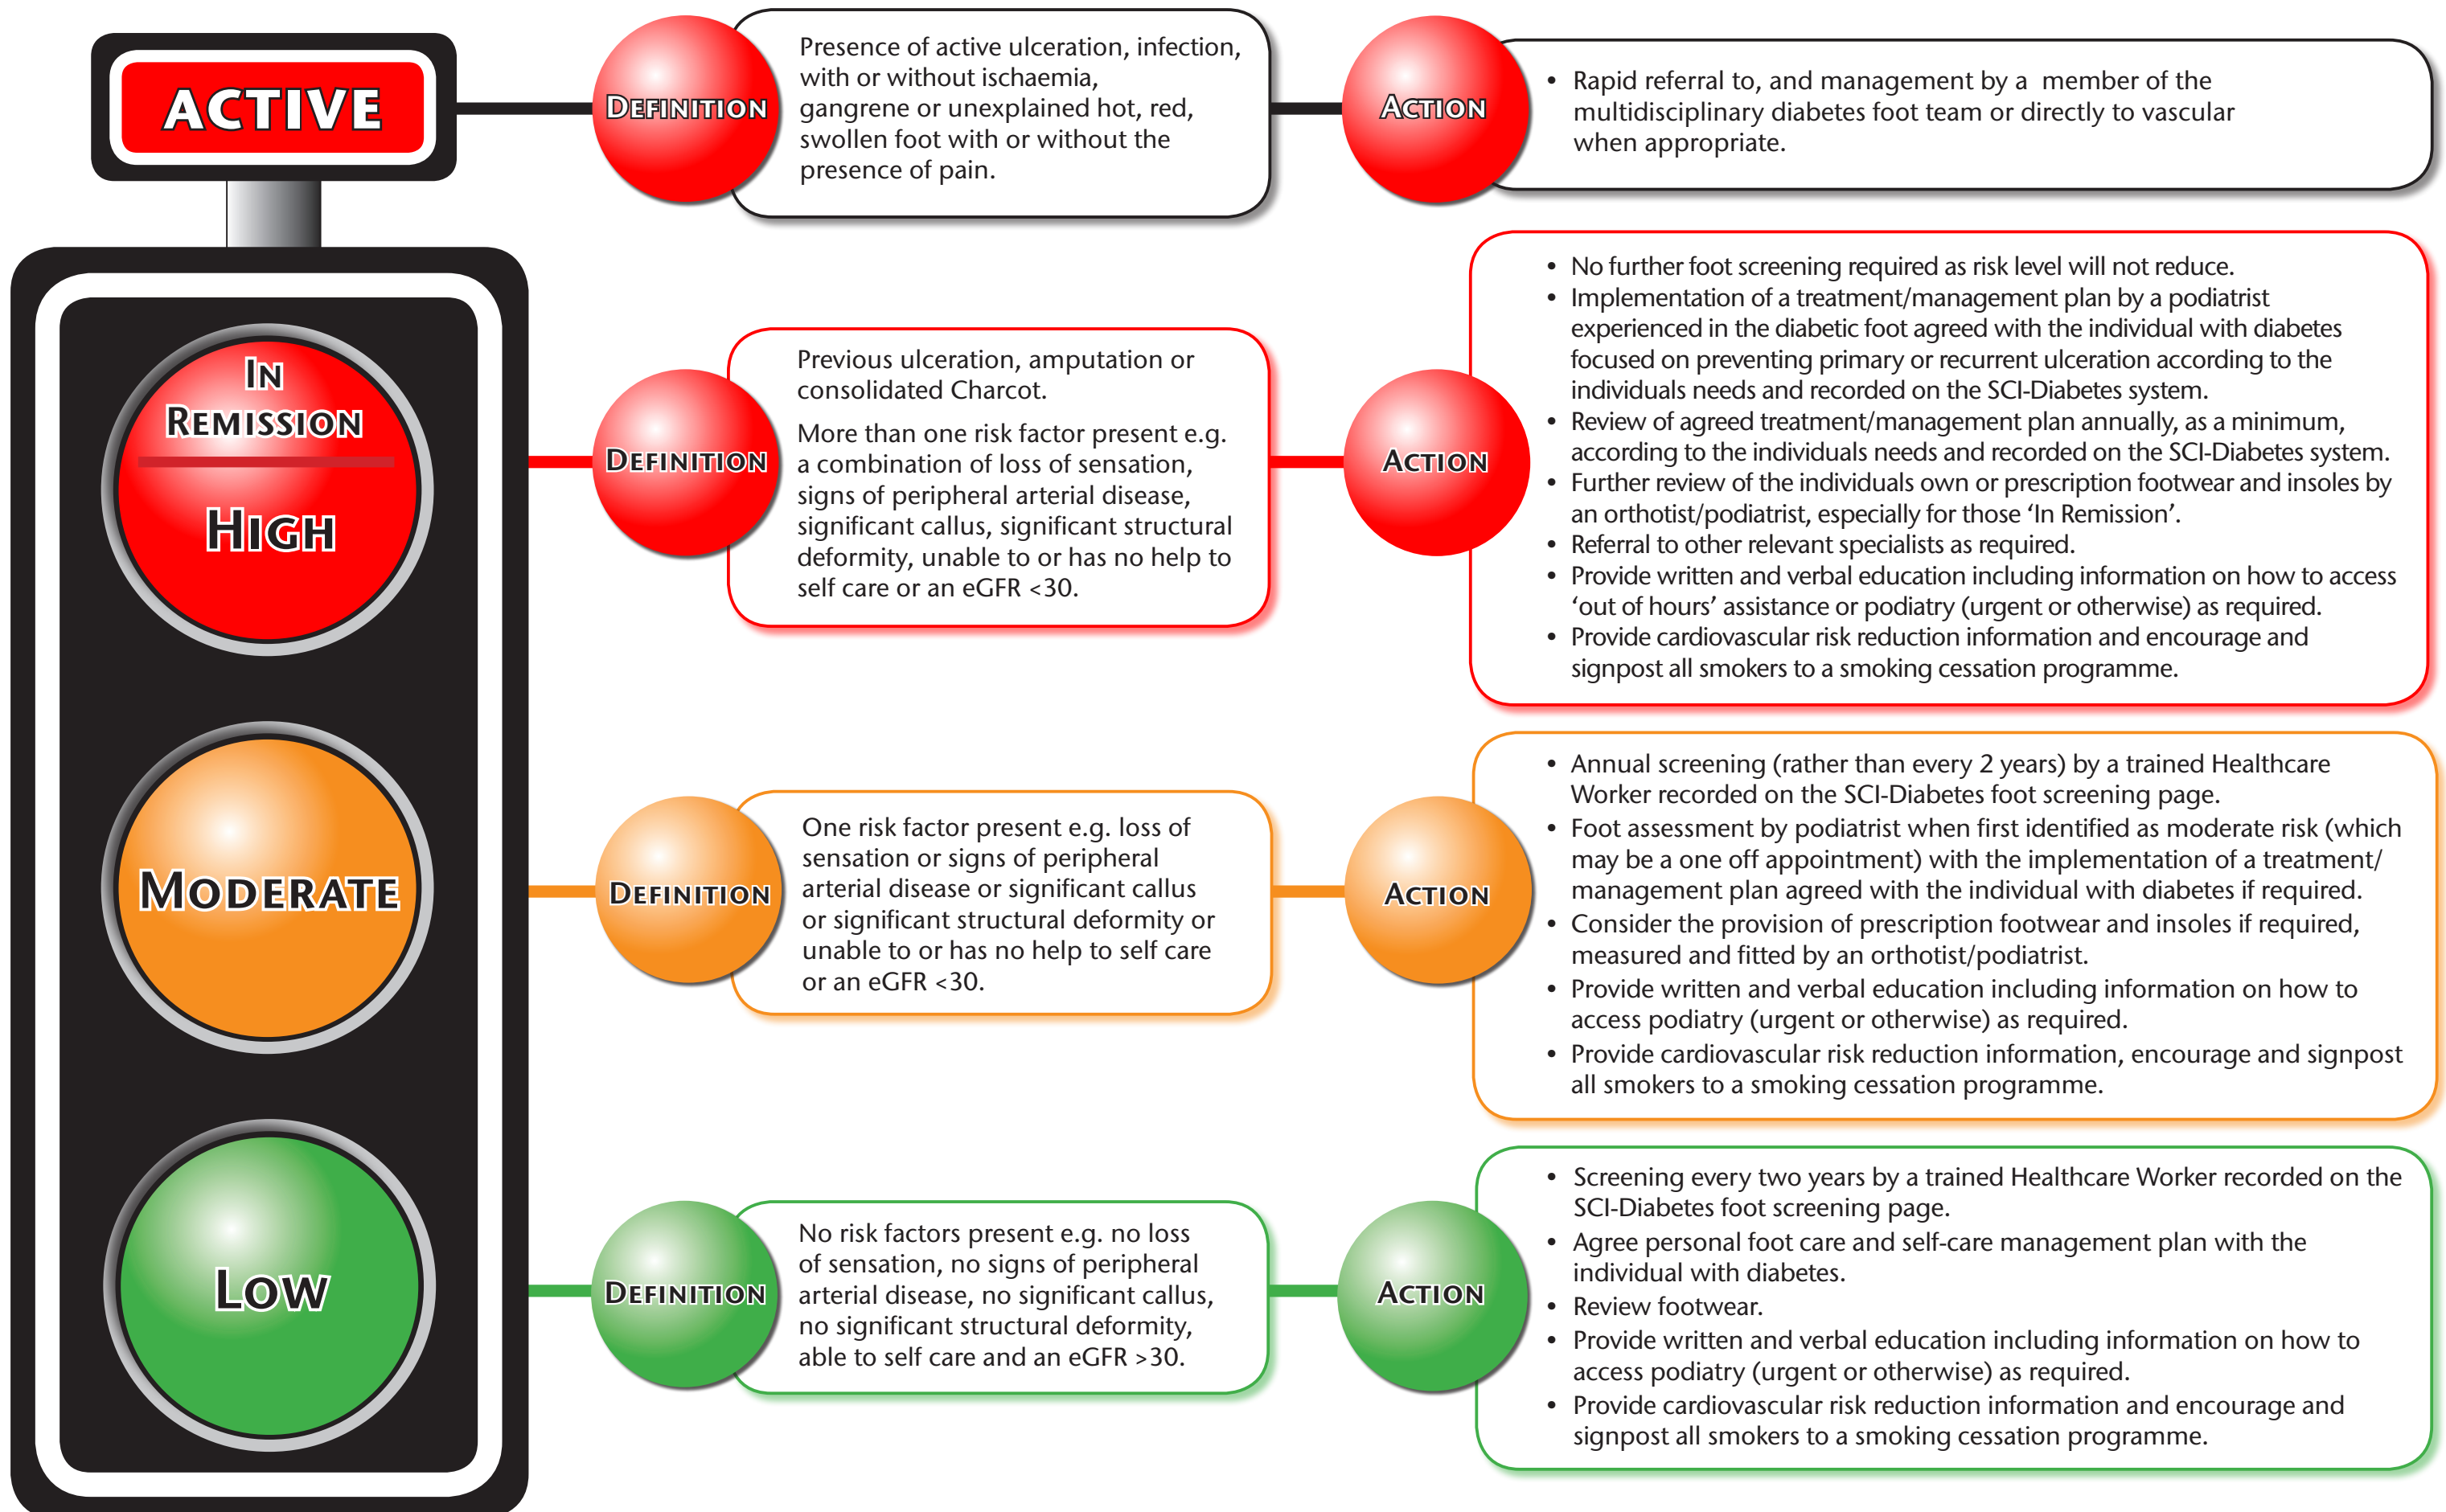 ACTIVE
DEFINITION
Presence of active ulceration, infection,
with or without ischaemia,
gangrene or unexplained hot, red,
swollen foot with or without the
presence of pain.
ACTION
• Rapid referral to, and management by a member of the
multidisciplinary diabetes foot team or directly to vascular
when appropriate.
IN
REMISSION
HIGH
DEFINITION
Previous ulceration, amputation or
consolidated Charcot.
More than one risk factor present e.g.
a combination of loss of sensation,
signs of peripheral arterial disease,
significant callus, significant structural
deformity, unable to or has no help to
self care or an eGFR <30.
ACTION
• No further foot screening required as risk level will not reduce.
• Implementation of a treatment/management plan by a podiatrist
experienced in the diabetic foot agreed with the individual with diabetes
focused on preventing primary or recurrent ulceration according to the
individuals needs and recorded on the SCI-Diabetes system.
• Review of agreed treatment/management plan annually, as a minimum,
according to the individuals needs and recorded on the SCI-Diabetes system.
• Further review of the individuals own or prescription footwear and insoles by
an orthotist/podiatrist, especially for those ‘In Remission’.
• Referral to other relevant specialists as required.
• Provide written and verbal education including information on how to access
‘out of hours’ assistance or podiatry (urgent or otherwise) as required.
• Provide cardiovascular risk reduction information and encourage and
signpost all smokers to a smoking cessation programme.
MODERATE
DEFINITION
One risk factor present e.g. loss of
sensation or signs of peripheral
arterial disease or significant callus
or significant structural deformity or
unable to or has no help to self care
or an eGFR <30.
ACTION
• Annual screening (rather than every 2 years) by a trained Healthcare
Worker recorded on the SCI-Diabetes foot screening page.
• Foot assessment by podiatrist when first identified as moderate risk (which
may be a one off appointment) with the implementation of a treatment/
management plan agreed with the individual with diabetes if required.
• Consider the provision of prescription footwear and insoles if required,
measured and fitted by an orthotist/podiatrist.
• Provide written and verbal education including information on how to
access podiatry (urgent or otherwise) as required.
• Provide cardiovascular risk reduction information, encourage and signpost
all smokers to a smoking cessation programme.
LOW
DEFINITION
No risk factors present e.g. no loss
of sensation, no signs of peripheral
arterial disease, no significant callus,
no significant structural deformity,
able to self care and an eGFR >30.
ACTION
• Screening every two years by a trained Healthcare Worker recorded on the
SCI-Diabetes foot screening page.
• Agree personal foot care and self-care management plan with the
individual with diabetes.
• Review footwear.
• Provide written and verbal education including information on how to
access podiatry (urgent or otherwise) as required.
• Provide cardiovascular risk reduction information and encourage and
signpost all smokers to a smoking cessation programme.